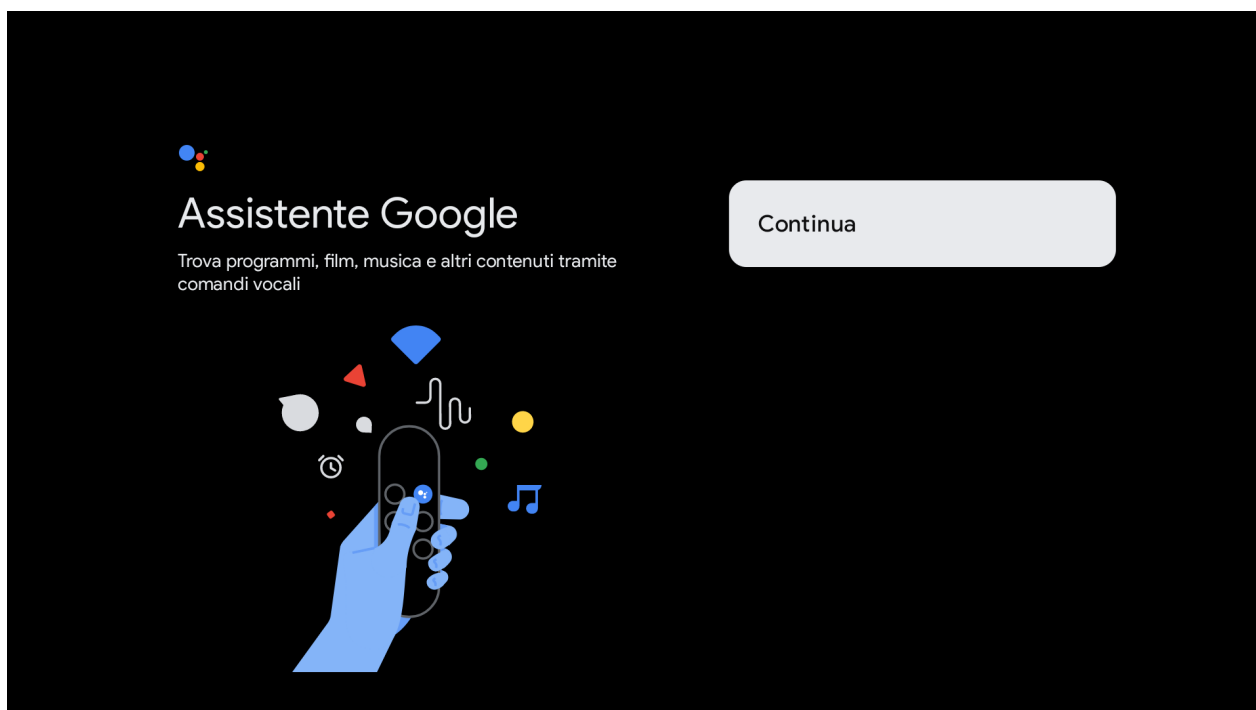 Assistente Google
Trova programmi, film, musica e altri contenuti tramite
comandi vocali
Continua